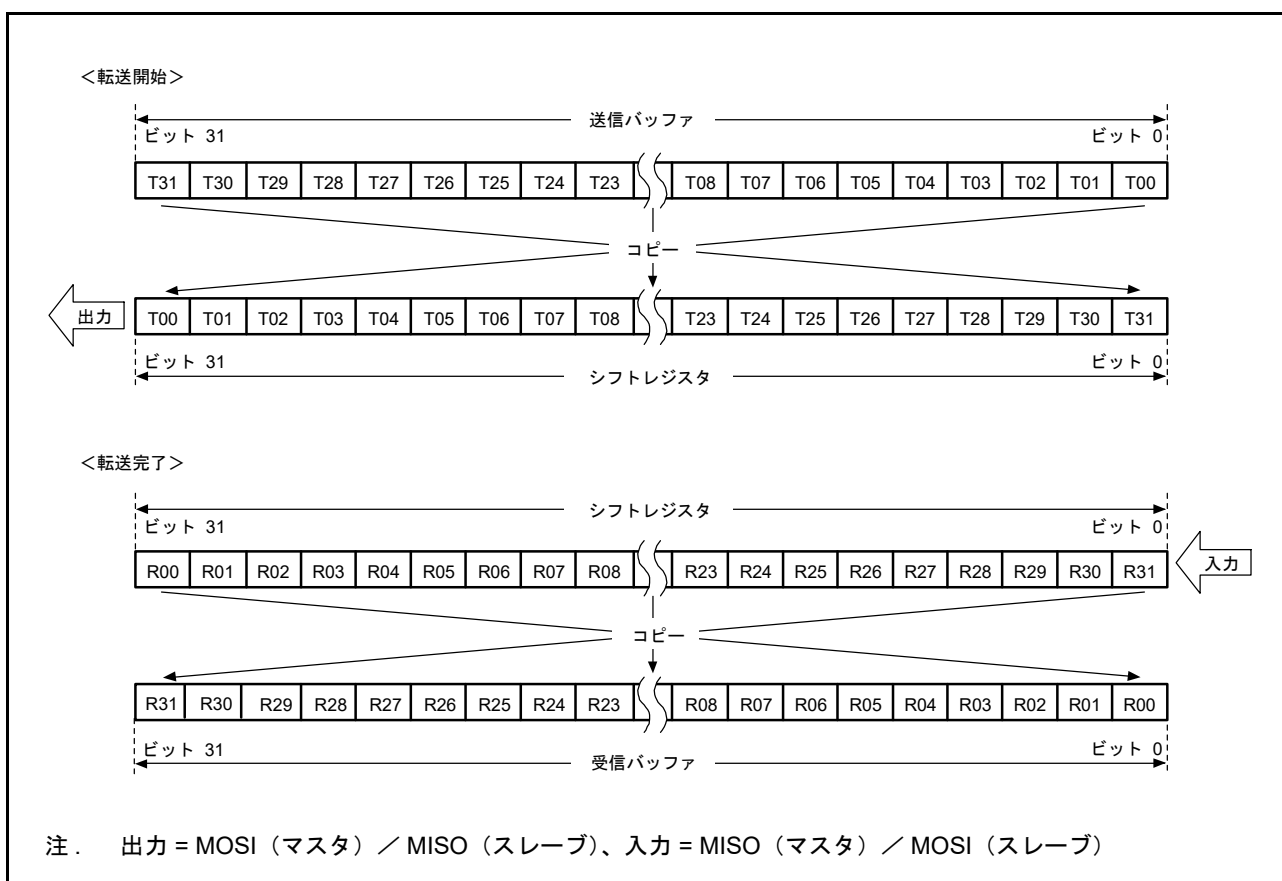 ＜転送開始＞
送信バッファ
ビット 31 ビット 0
T31 T30 T29 T28 T27 T26 T25 T24 T23 T08 T07 T06 T05 T04 T03 T02 T01 T00
コピー
出力 T00 T01 T02 T03 T04 T05 T06 T07 T08 T23 T24 T25 T26 T27 T28 T29 T30 T31
ビット 31 ビット 0
シフトレジスタ
＜転送完了＞
シフトレジスタ
ビット 31 ビット 0
R00 R01 R02 R03 R04 R05 R06 R07 R08 R23 R24 R25 R26 R27 R28 R29 R30 R31 入力
コピー
R31 R30 R29 R28 R27 R26 R25 R24 R23 R08 R07 R06 R05 R04 R03 R02 R01 R00
ビット 31 ビット 0
受信バッファ
注． 出力 = MOSI（マスタ）／ MISO（スレーブ）、入力 = MISO（マスタ）／ MOSI（スレーブ）